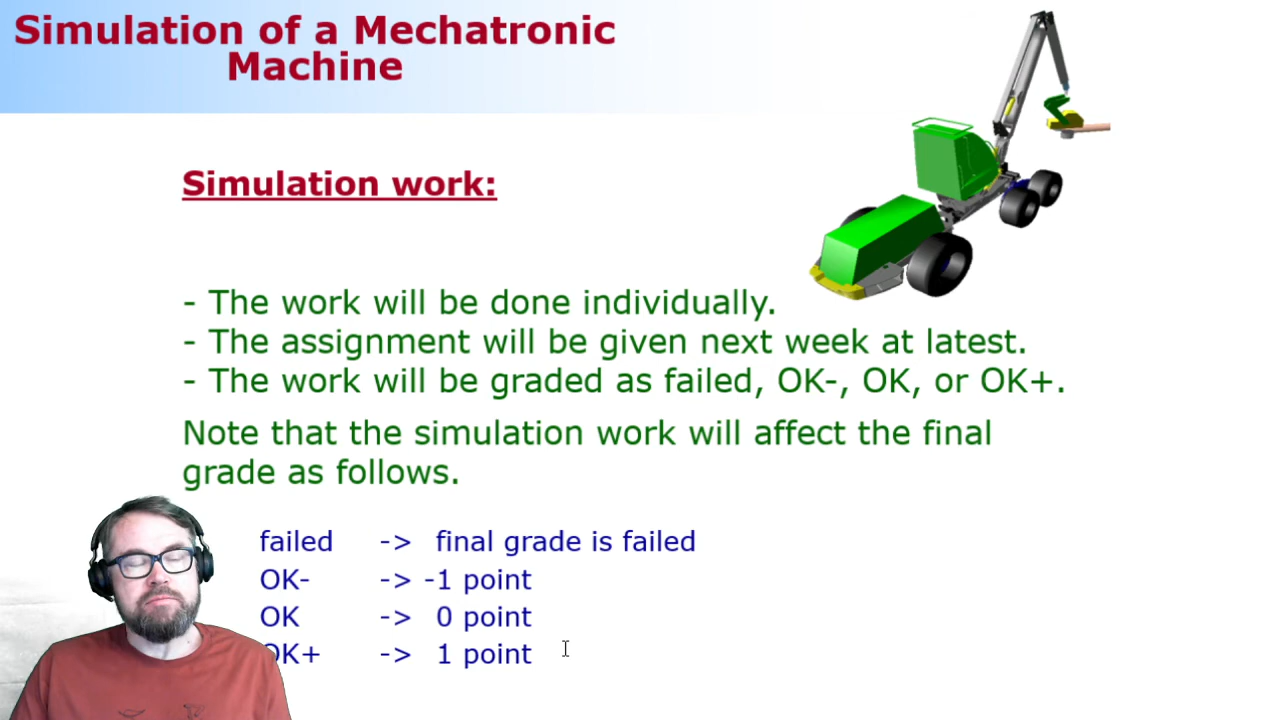 Simulation of a Mechatronic
Machine
Simulation work:
- The work will be done individually.
- The assignment will be given next week at latest.
- The work will be graded as failed, OK-, OK, or OK+.
Note that the simulation work will affect the final
grade as follows.
failed -> final grade is failed
OK- -> -1 point
OK -> 0 point
OK+ -> 1 point